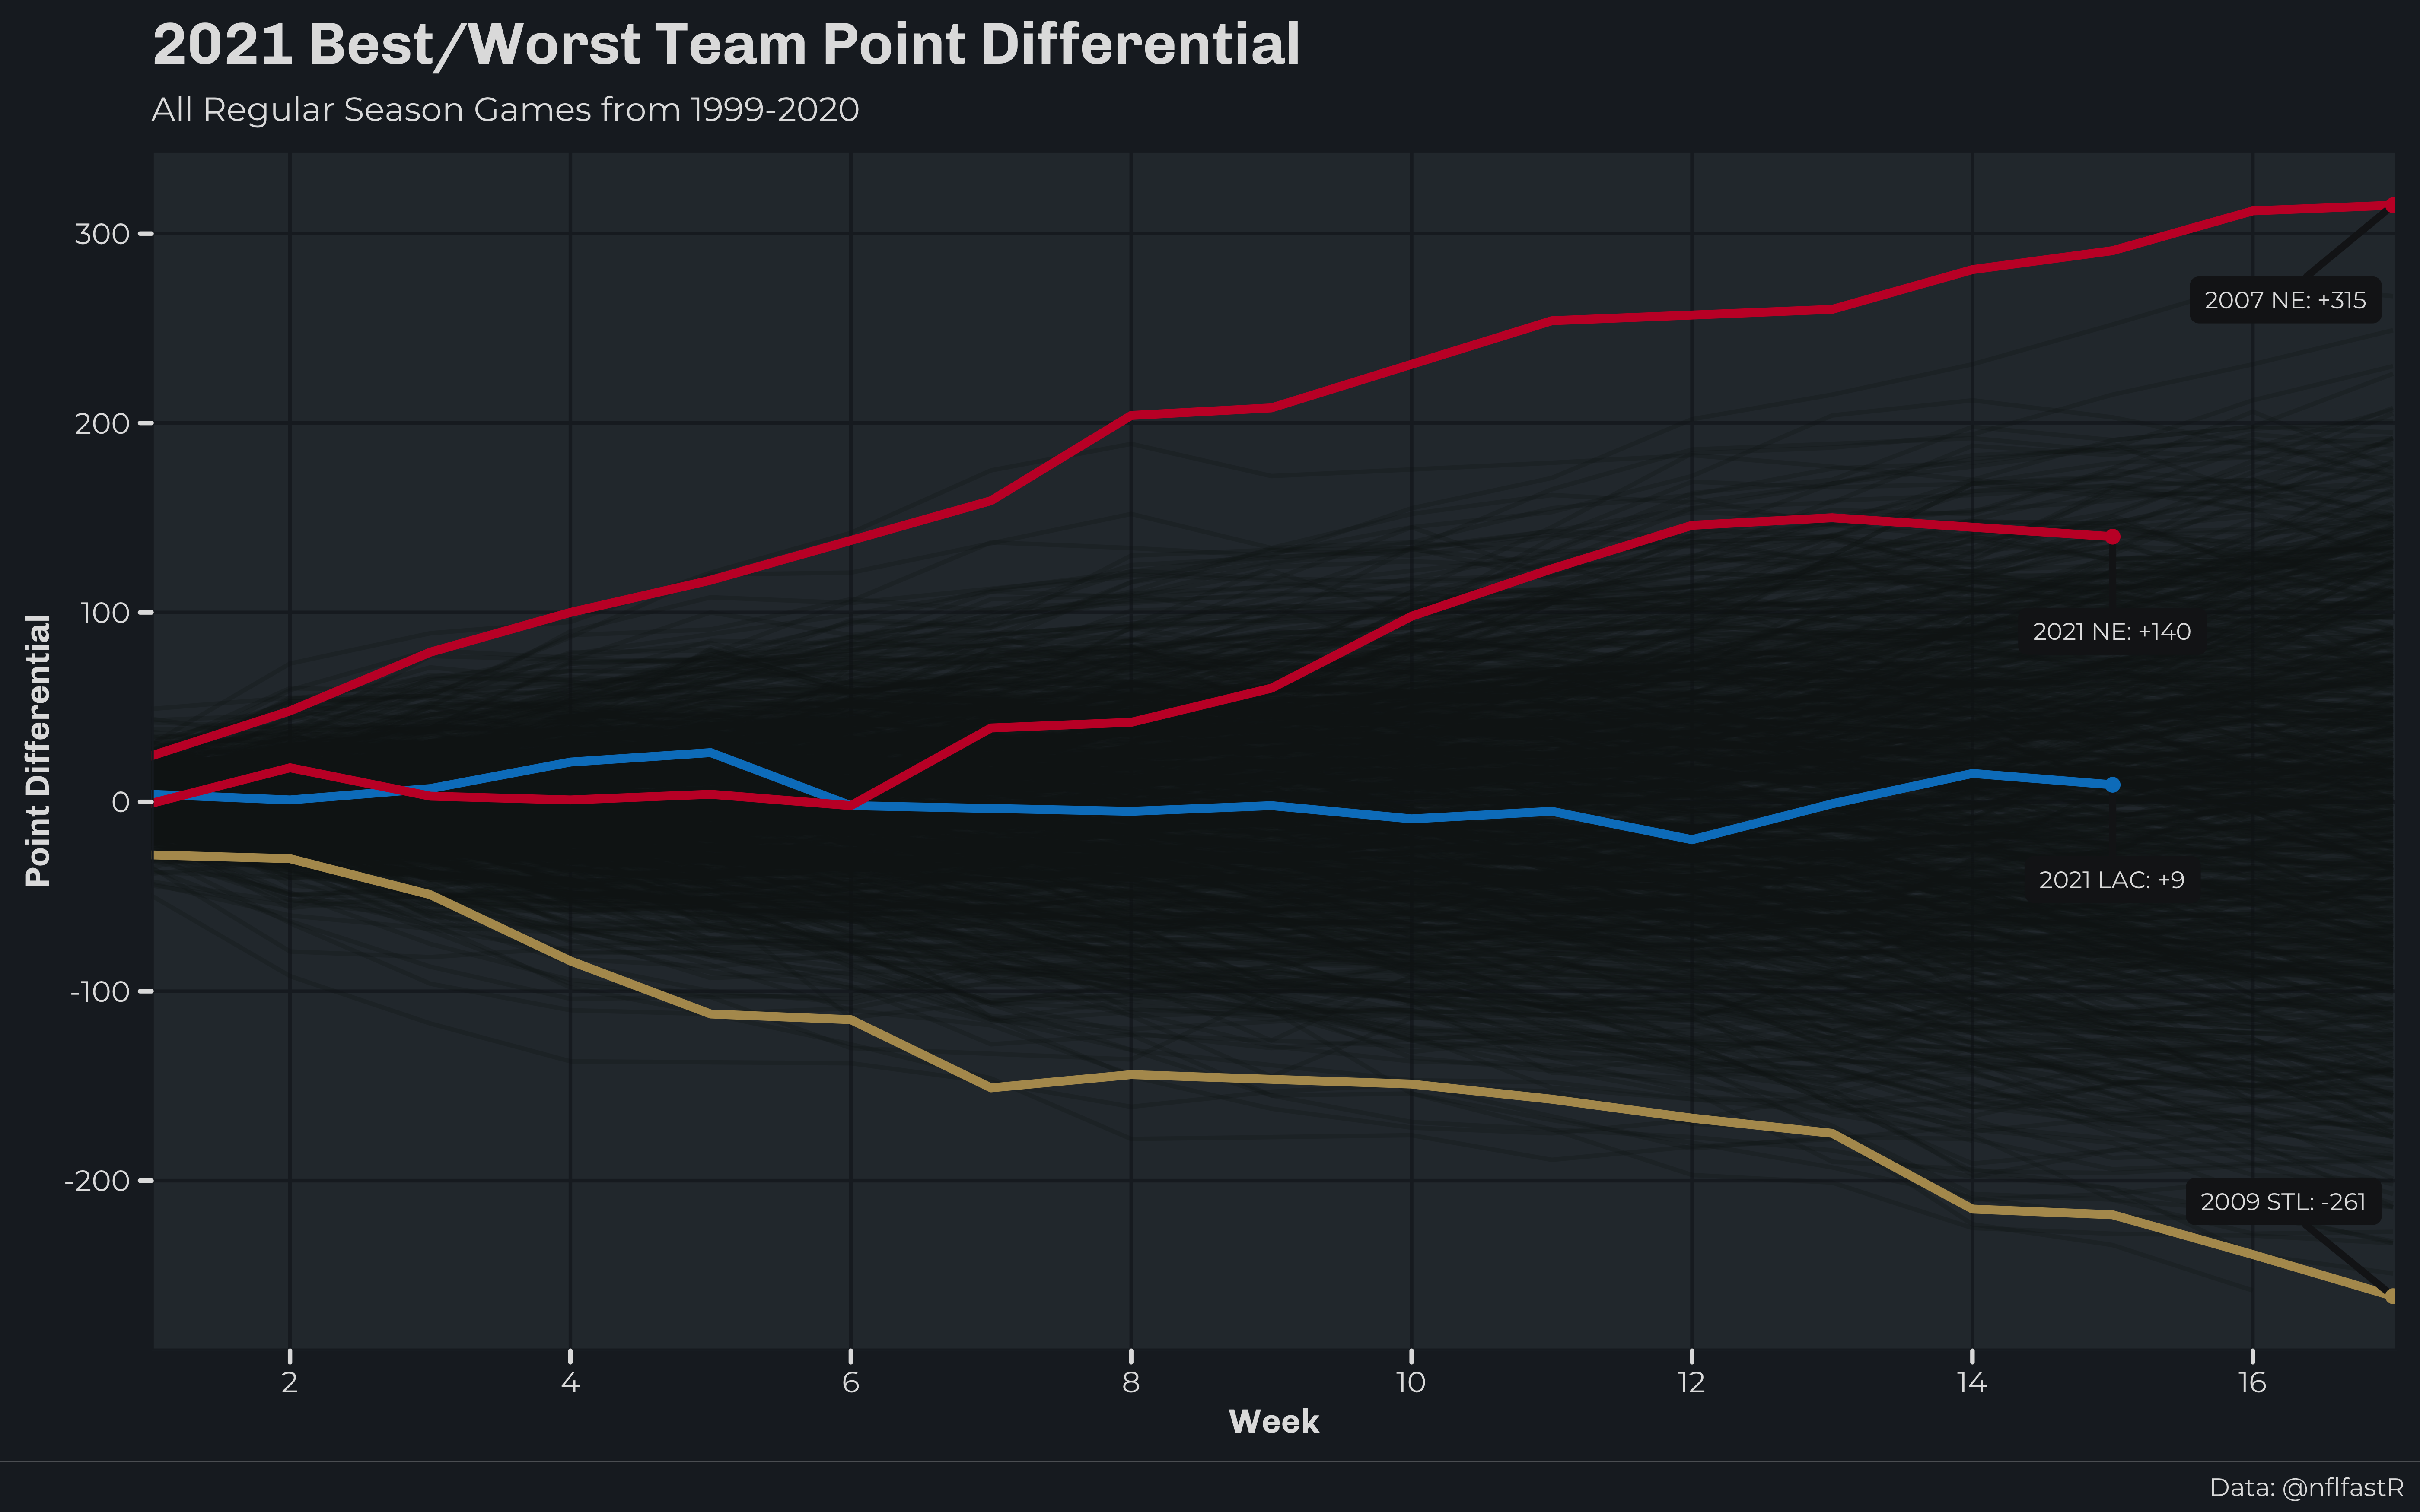 2021 Best/Worst Team Point Differential
All Regular Season Games from 1999-2020
Point Differential
300
200
100
0
-100
-200
2007 NE: +315
2021 NE: +140
2021 LAC: +9
2009 STL: -261
2
4
6
8
10
12
14
16
Week
Data: @nflfastR